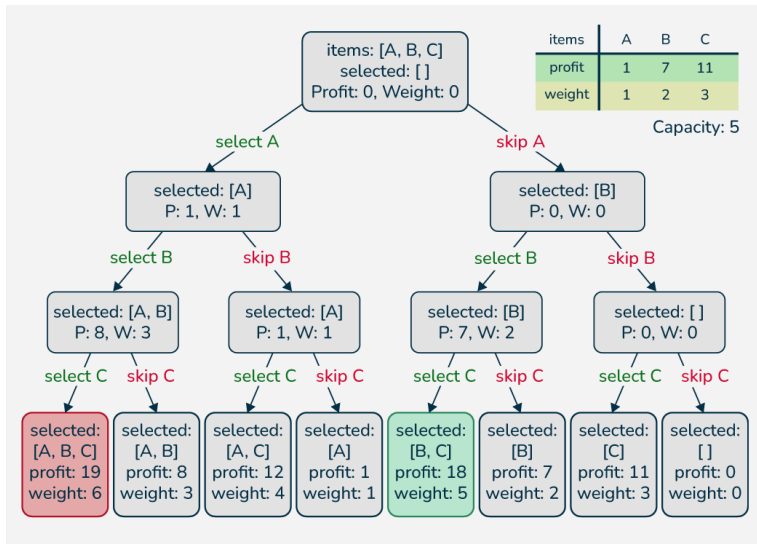 items: [A, B, C]
selected: [ ]
Profit: 0, Weight: 0
items A B C
profit 1 7 11
weight 1 2 3
Capacity: 5
select A
skip A
selected: [A]
P: 1, W: 1
selected: [B]
P: 0, W: 0
select B
skip B
select B
skip B
selected: [A, B]
P: 8, W: 3
selected: [A]
P: 1, W: 1
selected: [B]
P: 7, W: 2
selected: [ ]
P: 0, W: 0
select C
skip C
select C
skip C
select C
skip C
select C
skip C
selected:
[A, B, C]
profit: 19
weight: 6
selected:
[A, B]
profit: 8
weight: 3
selected:
[A, C]
profit: 12
weight: 4
selected:
[A]
profit: 1
weight: 1
selected:
[B, C]
profit: 18
weight: 5
selected:
[B]
profit: 7
weight: 2
selected:
[C]
profit: 11
weight: 3
selected:
[ ]
profit: 0
weight: 0